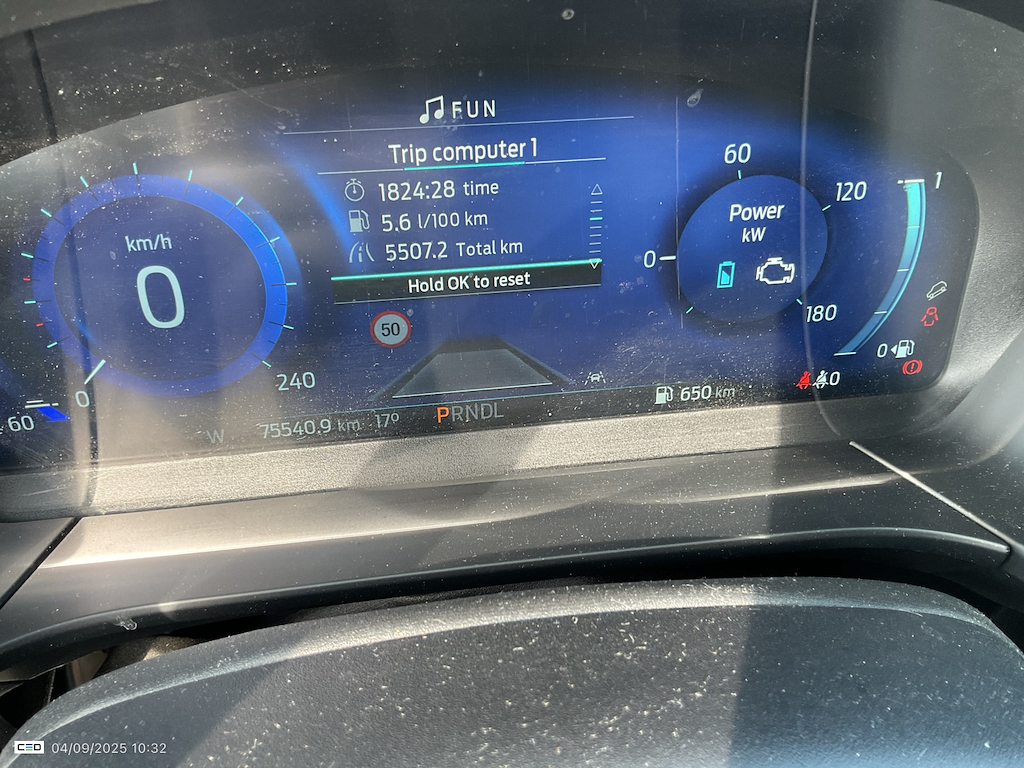 FUN
Trip computer 1
1824:28 time
5.6 l/100 km
5507.2 Total km
Hold OK to reset
km/h
0
0
240
50
60
Power
kW
0
60
120
180
1
0
0
W
75540.9 km
17º
PRNDL
650 km
CEO 04/09/2025 10:32